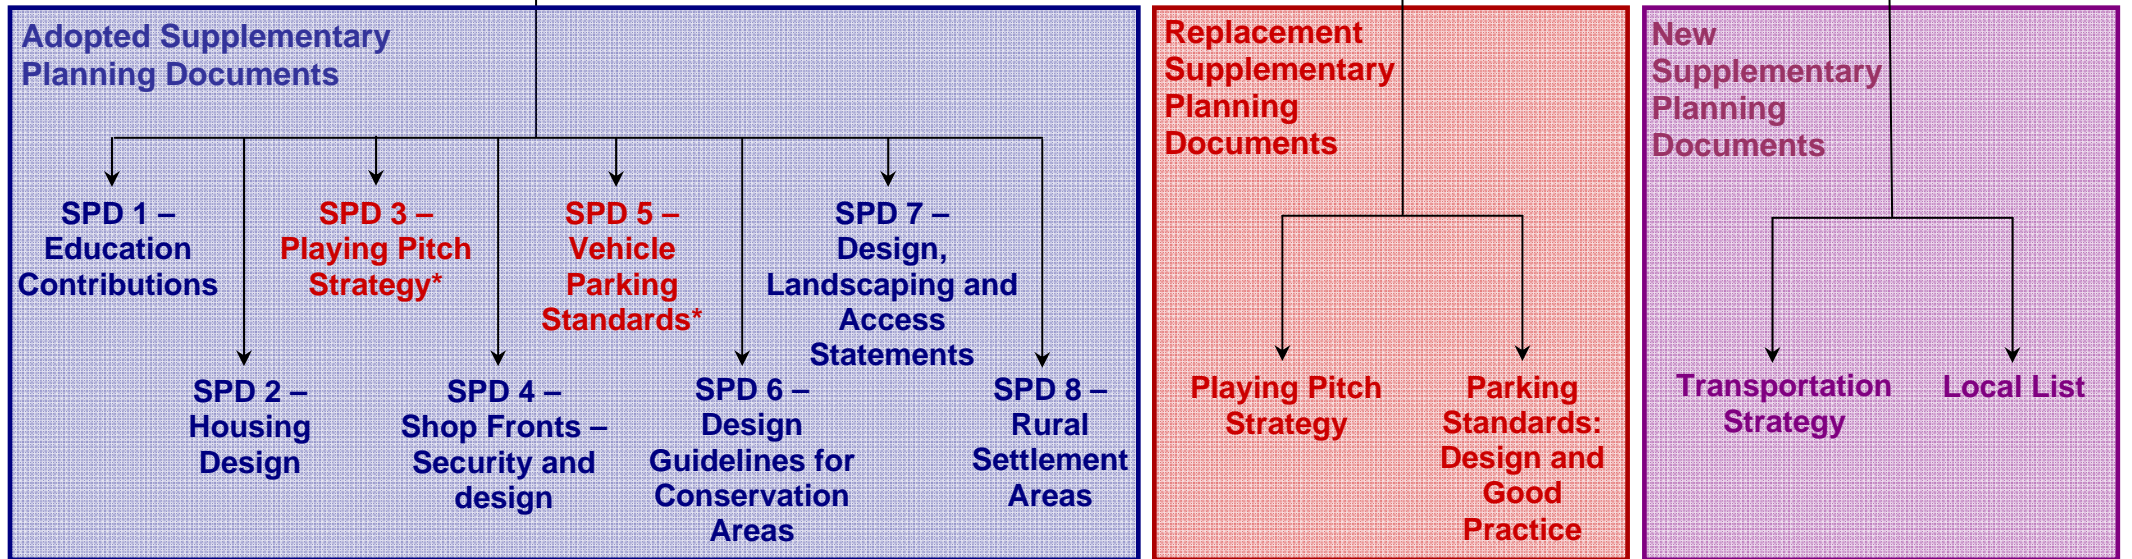 Adopted Supplementary
Planning Documents
SPD 1 –
Education
Contributions
SPD 2 –
Housing
Design
SPD 3 –
Playing Pitch
Strategy*
SPD 4 –
Shop Fronts –
Security and
design
SPD 5 –
Vehicle
Parking
Standards*
SPD 6 –
Design
Guidelines for
Conservation
Areas
SPD 7 –
Design,
Landscaping and
Access
Statements
SPD 8 –
Rural
Settlement
Areas
Replacement
Supplementary
Planning
Documents
Playing Pitch
Strategy
Parking
Standards:
Design and
Good
Practice
New
Supplementary
Planning
Documents
Transportation
Strategy
Local List